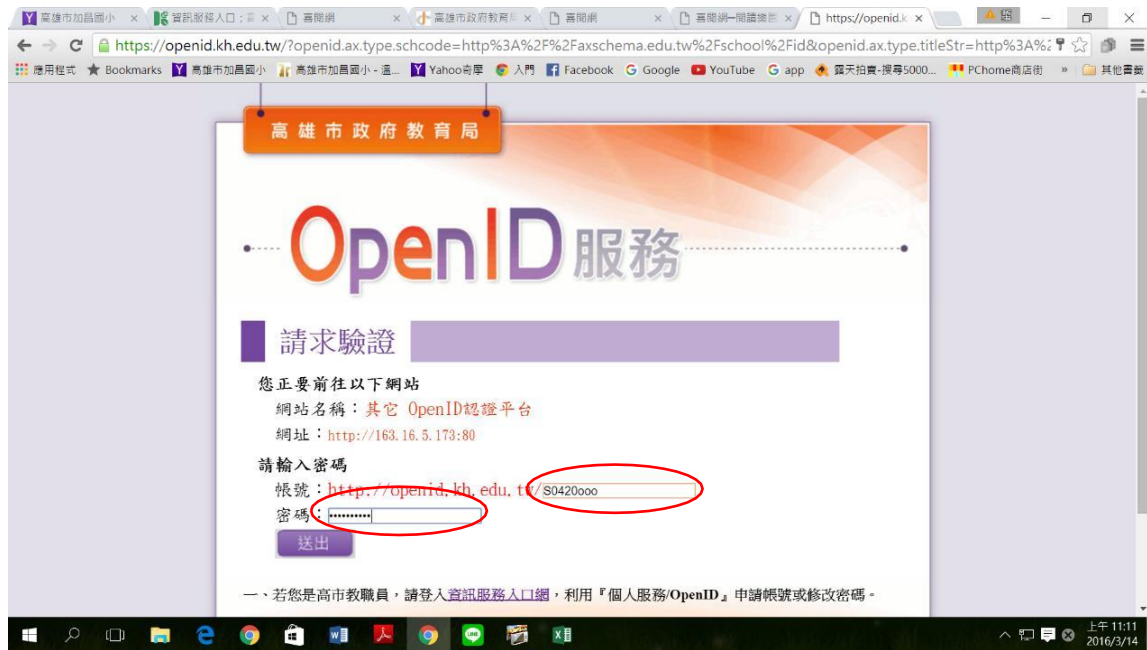 高雄市加昌國小
資訊服務人口；
喜閱網
高雄市政府教育
喜閱網
喜閱網—閱讀樂
https://openid.k
https://openid.kh.edu.tw/?openid.ax.type.schcode=http%3A%2F%2Faxschema.edu.tw%2Fschool%2Fid&openid.ax.type.titleStr=http%3A%
應用程式
Bookmarks
高雄市加昌國小
高雄市加昌國小 - 溫...
Yahoo奇摩
入門
Facebook
Google
YouTube
app
露天拍賣-搜尋5000...
PChome商店街
»
其他書籤
高雄市政府教育局
OpenID服務
請求驗證
您正要前往以下網站
網站名稱：其它 OpenID認證平台
網址：http://163.16.5.173:80
請輸入密碼
帳號：http://openid.kh.edu.tw/S0420ooo
密碼：••••••••••
送出
一、若您是高市教職員，請登入資訊服務入口網，利用『個人服務/OpenID』申請帳號或修改密碼。
上午 11:11
2016/3/14